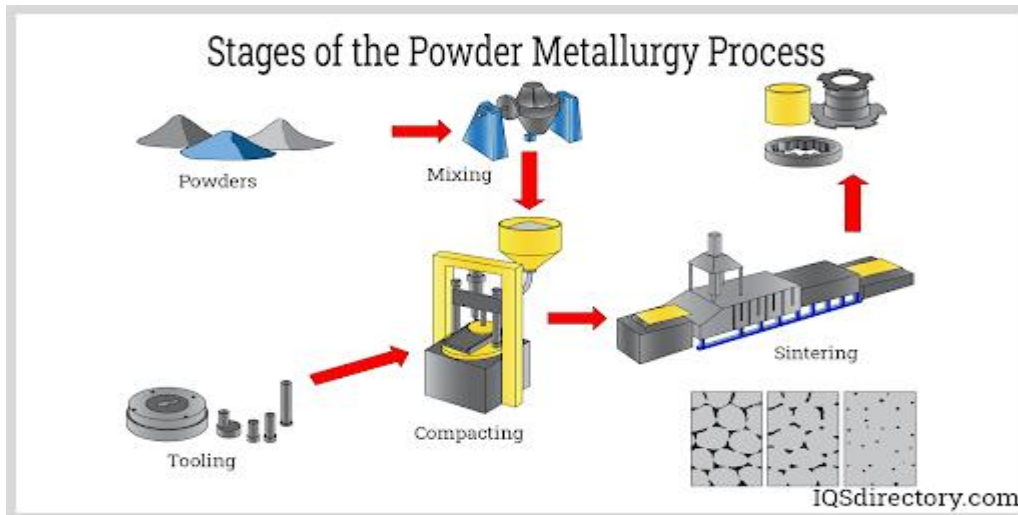 Stages of the Powder Metallurgy Process
Powders
Mixing
Compacting
Sintering
Tooling
IQSdirectory.com